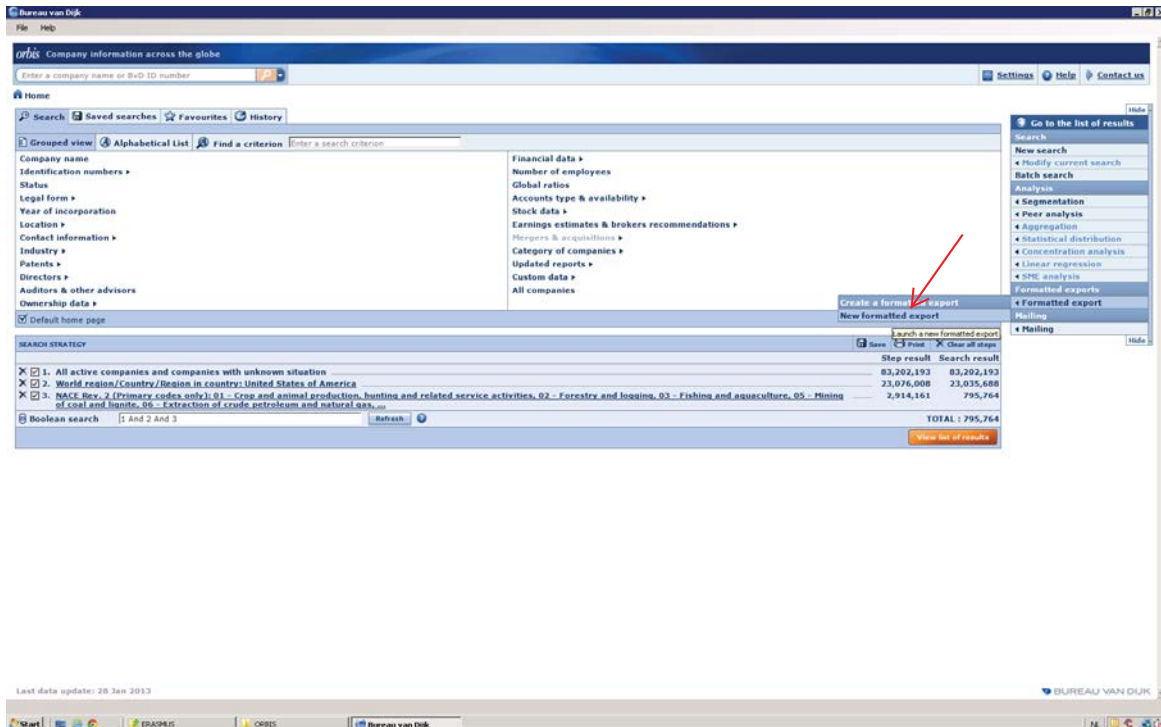 Bureau van Dijk
File Help
orbis Company information across the globe
Enter a company name or BvD ID number
Settings Help Contact us
Home
Hide
Search Saved searches Favourites History
Grouped view Alphabetical List Find a criterion Enter a search criterion
Company name
Identification numbers
Status
Legal form
Year of incorporation
Location
Contact information
Industry
Patents
Directors
Auditors & other advisors
Ownership data
Financial data
Number of employees
Global ratios
Accounts type & availability
Stock data
Earnings estimates & brokers recommendations
Mergers & acquisitions
Category of companies
Updated reports
Custom data
All companies
Default home page
Create a formatted export
New formatted export
Launch a new formatted export
Go to the list of results
Search
New search
Modify current search
Batch search
Analysis
Segmentation
Peer analysis
Aggregation
Statistical distribution
Concentration analysis
Linear regression
SME analysis
Formatted exports
Formatted export
Mailing
Mailing
Hide
SEARCH STRATEGY
Save Print Clear all steps
Step result Search result
1. All active companies and companies with unknown situation 83,202,193 83,202,193
2. World region/Country/Region in country: United States of America 23,076,008 23,035,688
3. NACE Rev. 2 (Primary codes only): 01 - Crop and animal production, hunting and related service activities, 02 - Forestry and logging, 03 - Fishing and aquaculture, 05 - Mining 2,914,161 795,764
of coal and lignite, 06 - Extraction of crude petroleum and natural gas, ...
Boolean search 1 And 2 And 3 Refresh TOTAL : 795,764
View list of results
Last data update: 28 Jan 2013
BUREAU VAN DIJK
Start ERASMUS ORBIS Bureau van Dijk NL